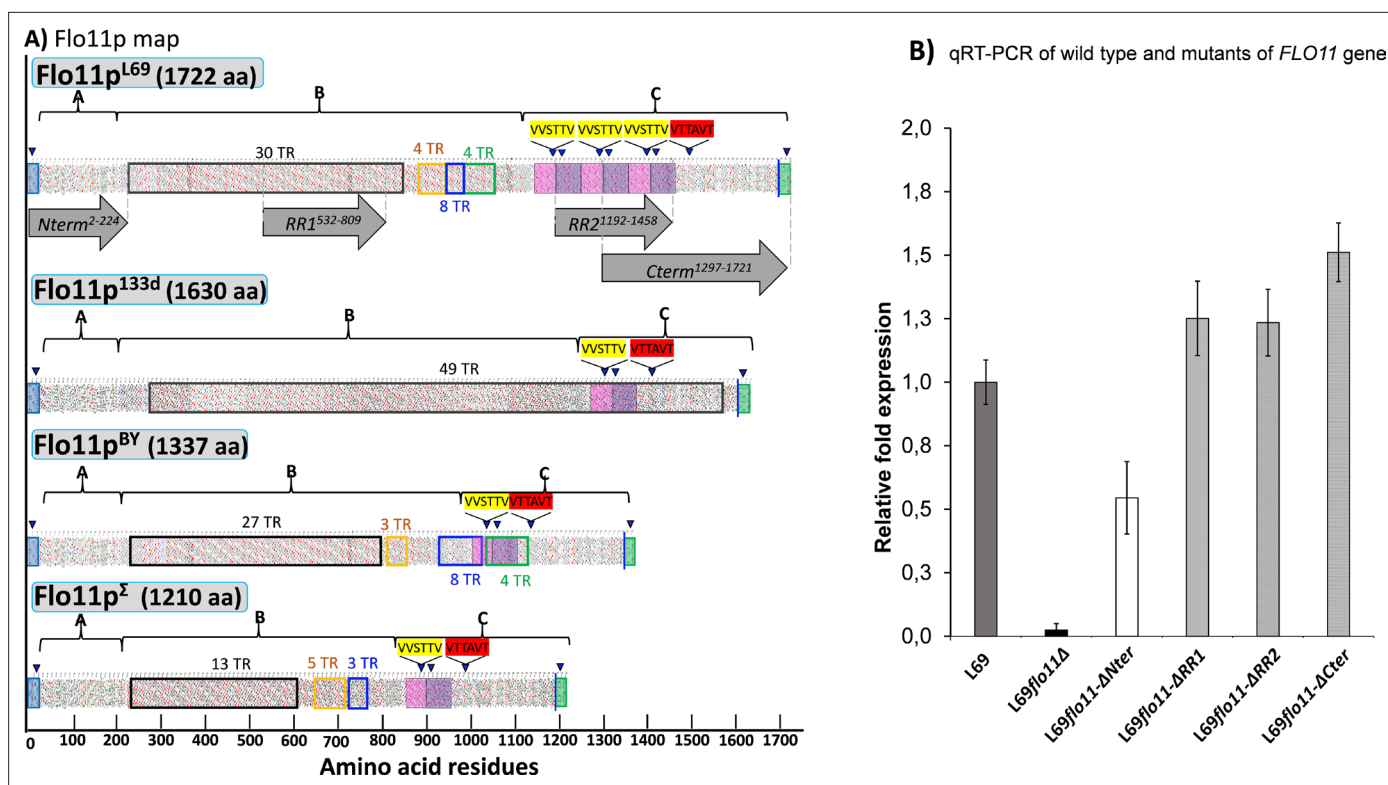 A) Flo11p map
Flo11p^L69 (1722 aa)
A B C
VVSTTV VVSTTV VVSTTV VTTAVT
30 TR 4 TR 4 TR
8 TR
Nterm^2-224 RR1^532-809 RR2^1192-1458
Cterm^1297-1721
Flo11p^133d (1630 aa)
A B C
VVSTTV VTTAVT
49 TR
Flo11p^BY (1337 aa)
A B C
VVSTTV VTTAVT
27 TR 3 TR
8 TR 4 TR
Flo11p^Σ (1210 aa)
A B C
VVSTTV VTTAVT
13 TR 5 TR 3 TR
0 100 200 300 400 500 600 700 800 900 1000 1100 1200 1300 1400 1500 1600 1700
Amino acid residues
B) qRT-PCR of wild type and mutants of FLO11 gene
Relative fold expression
2,0
1,8
1,5
1,3
1,0
0,8
0,5
0,3
0,0
L69
L69flo11Δ
L69flo11-ΔNter
L69flo11-ΔRR1
L69flo11-ΔRR2
L69flo11-ΔCter